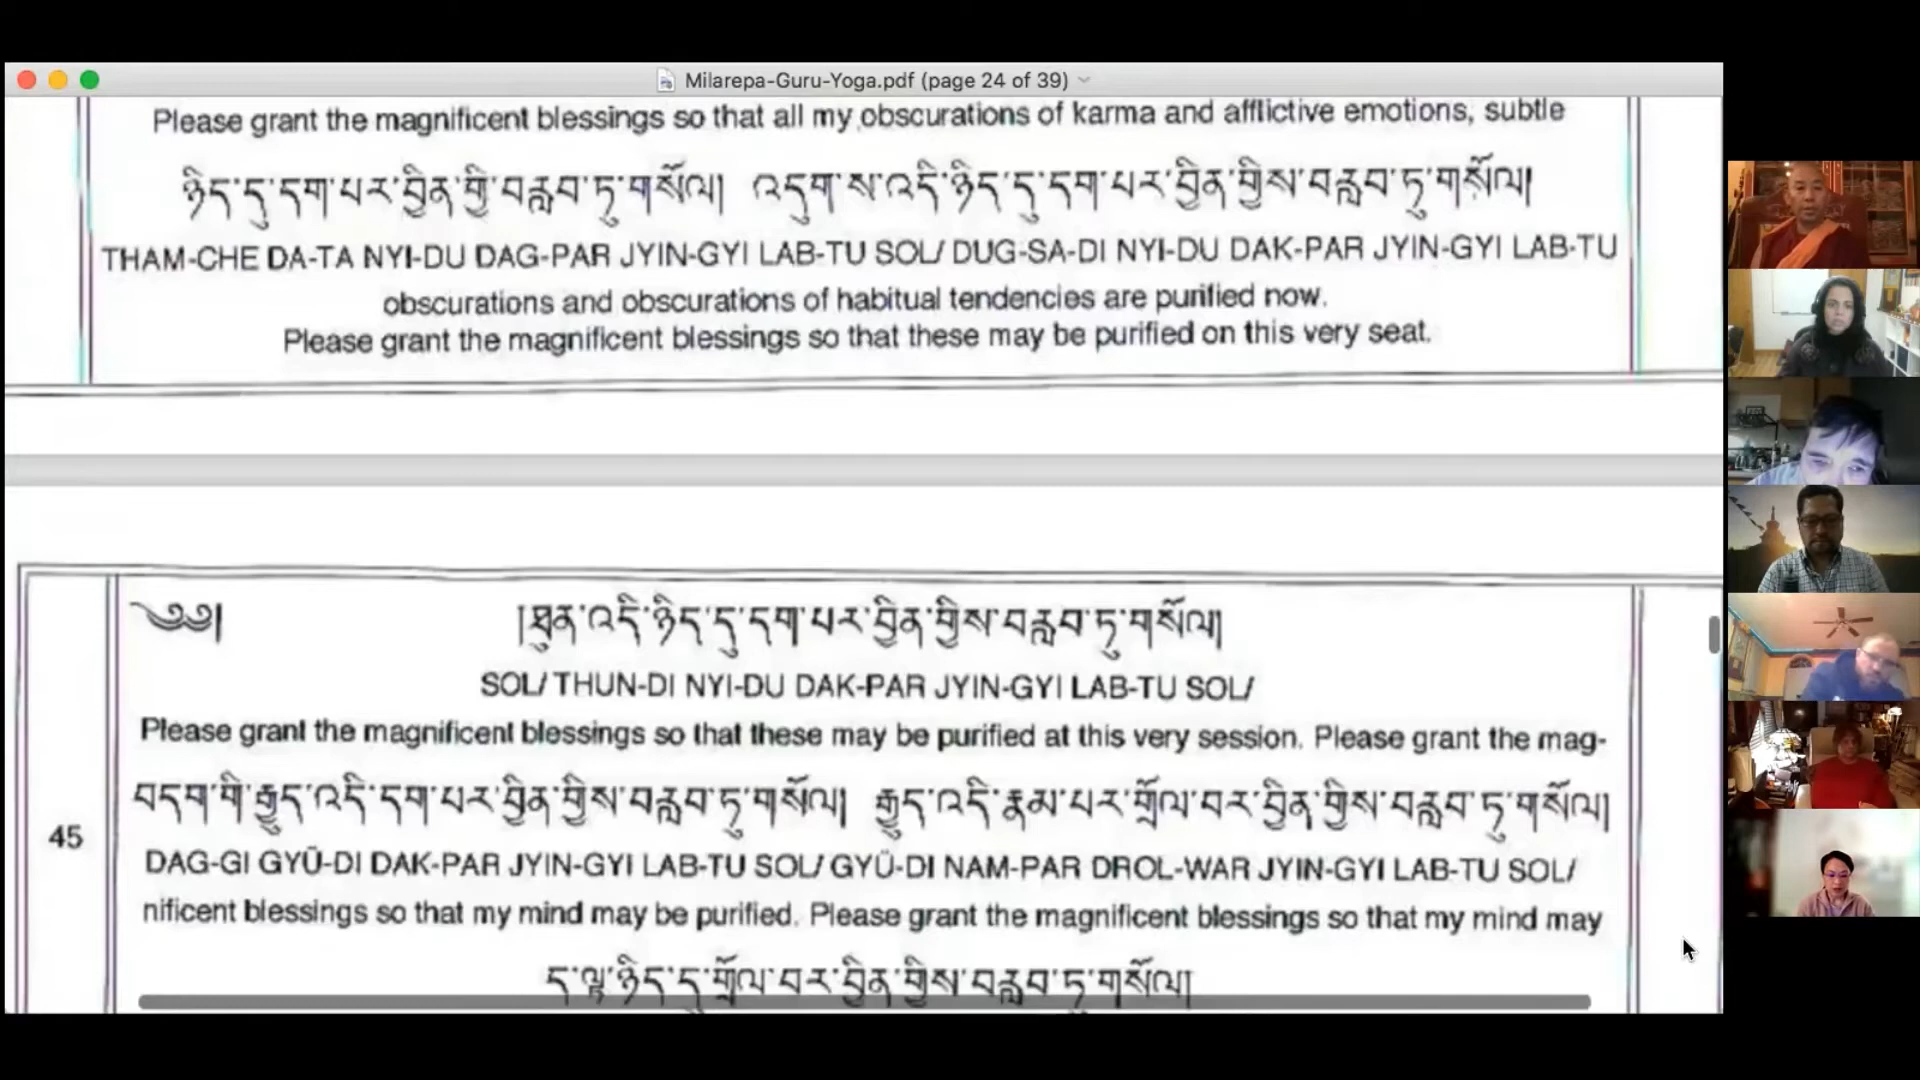 Milarepa-Guru-Yoga.pdf (page 24 of 39)
Please grant the magnificent blessings so that all my obscurations of karma and afflictive emotions, subtle
ཉིད་དུ་དག་པར་བྱིན་གྱི་བརླབ་ཏུ་གསོལ། འདུག་ས་འདི་ཉིད་དུ་དག་པར་བྱིན་གྱིས་བརླབ་ཏུ་གསོལ།
THAM-CHE DA-TA NYI-DU DAG-PAR JYIN-GYI LAB-TU SOL/ DUG-SA-DI NYI-DU DAK-PAR JYIN-GYI LAB-TU
obscurations and obscurations of habitual tendencies are purified now.
Please grant the magnificent blessings so that these may be purified on this very seat.
༄༅། །ཐུན་འདི་ཉིད་དུ་དག་པར་བྱིན་གྱིས་བརླབ་ཏུ་གསོལ།
SOL/ THUN-DI NYI-DU DAK-PAR JYIN-GYI LAB-TU SOL/
Please grant the magnificent blessings so that these may be purified at this very session. Please grant the mag-
བདག་གི་རྒྱུད་འདི་དག་པར་བྱིན་གྱིས་བརླབ་ཏུ་གསོལ། རྒྱུད་འདི་རྣམ་པར་གྲོལ་བར་བྱིན་གྱིས་བརླབ་ཏུ་གསོལ།
45
DAG-GI GYÜ-DI DAK-PAR JYIN-GYI LAB-TU SOL/ GYÜ-DI NAM-PAR DROL-WAR JYIN-GYI LAB-TU SOL/
nificent blessings so that my mind may be purified. Please grant the magnificent blessings so that my mind may
ད་ལྟ་ཉིད་དུ་གྲོལ་བར་བྱིན་གྱིས་བརླབ་ཏུ་གསོལ།